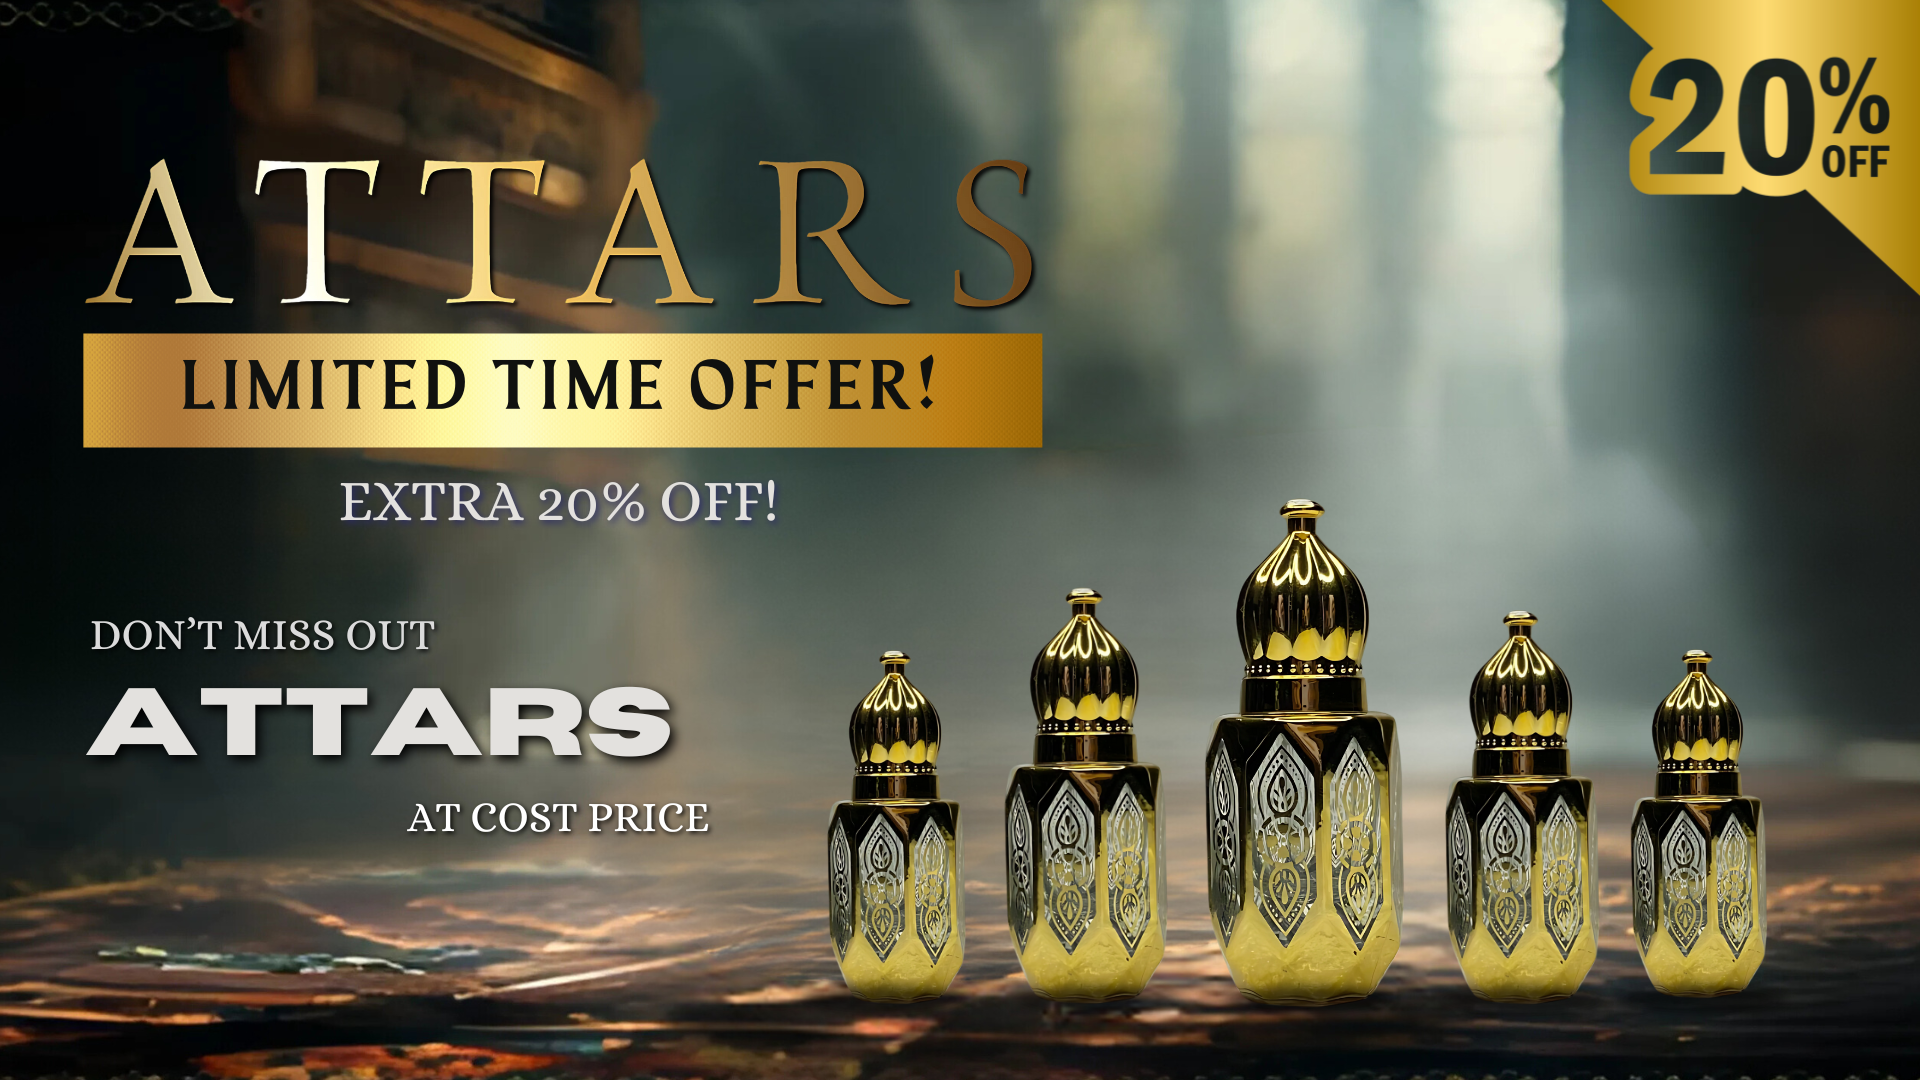 20%
OFF
ATTARS
LIMITED TIME OFFER!
EXTRA 20% OFF!
DON’T MISS OUT
ATTARS
AT COST PRICE